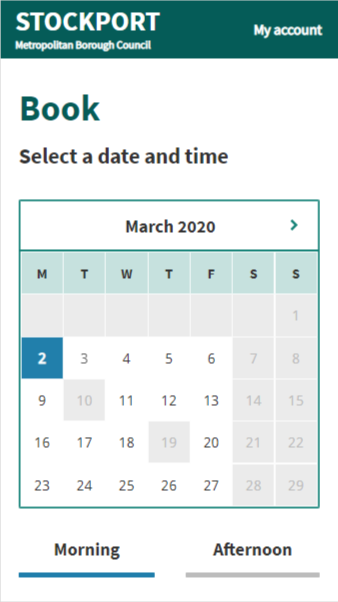 STOCKPORT
Metropolitan Borough Council
My account
Book
Select a date and time
March 2020
M T W T F S S
1
2 3 4 5 6 7 8
9 10 11 12 13 14 15
16 17 18 19 20 21 22
23 24 25 26 27 28 29
Morning Afternoon